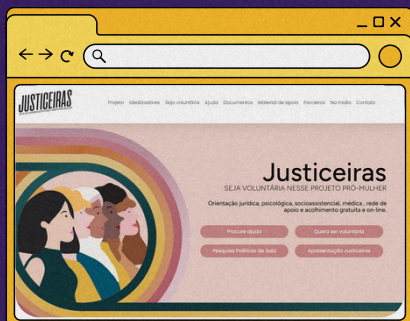 JUSTICEIRAS
Projeto Idealizadores Seja voluntária Ajuda Documentos Material de apoio Parceiros Na mídia Contato
Justiceiras
SEJA VOLUNTÁRIA NESSE PROJETO PRÓ-MULHER
Orientação jurídica, psicológica, socioassistencial, médica , rede de
apoio e acolhimento gratuita e on-line.
Procure ajuda Quero ser voluntária
Pesquisa Políticas de Saia Apresentação Justiceiras